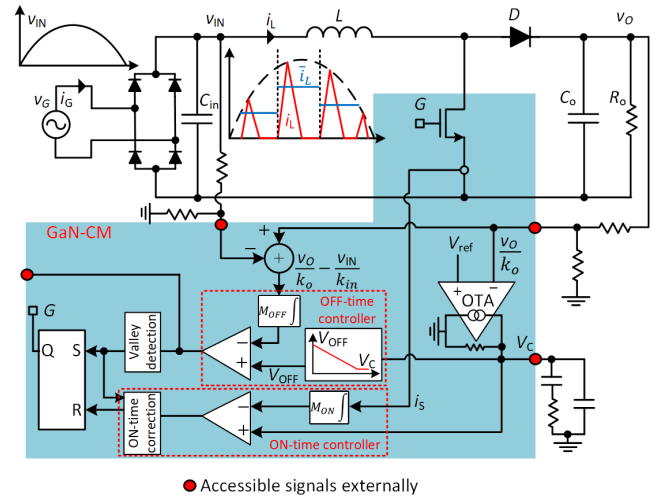 vIN
vIN
iL
L
D
vO
vG
iG
Cin
i̅L
iL
G
Co
Ro
GaN-CM
+
−
+
vO/ko − vIN/kin
Vref
vO/ko
+
−
OTA
MOFF ∫
OFF-time
controller
G
Q
S
R
Valley
detection
−
+
VOFF
VOFF
VC
VC
ON-time
correction
−
+
MON ∫
iS
ON-time controller
Accessible signals externally